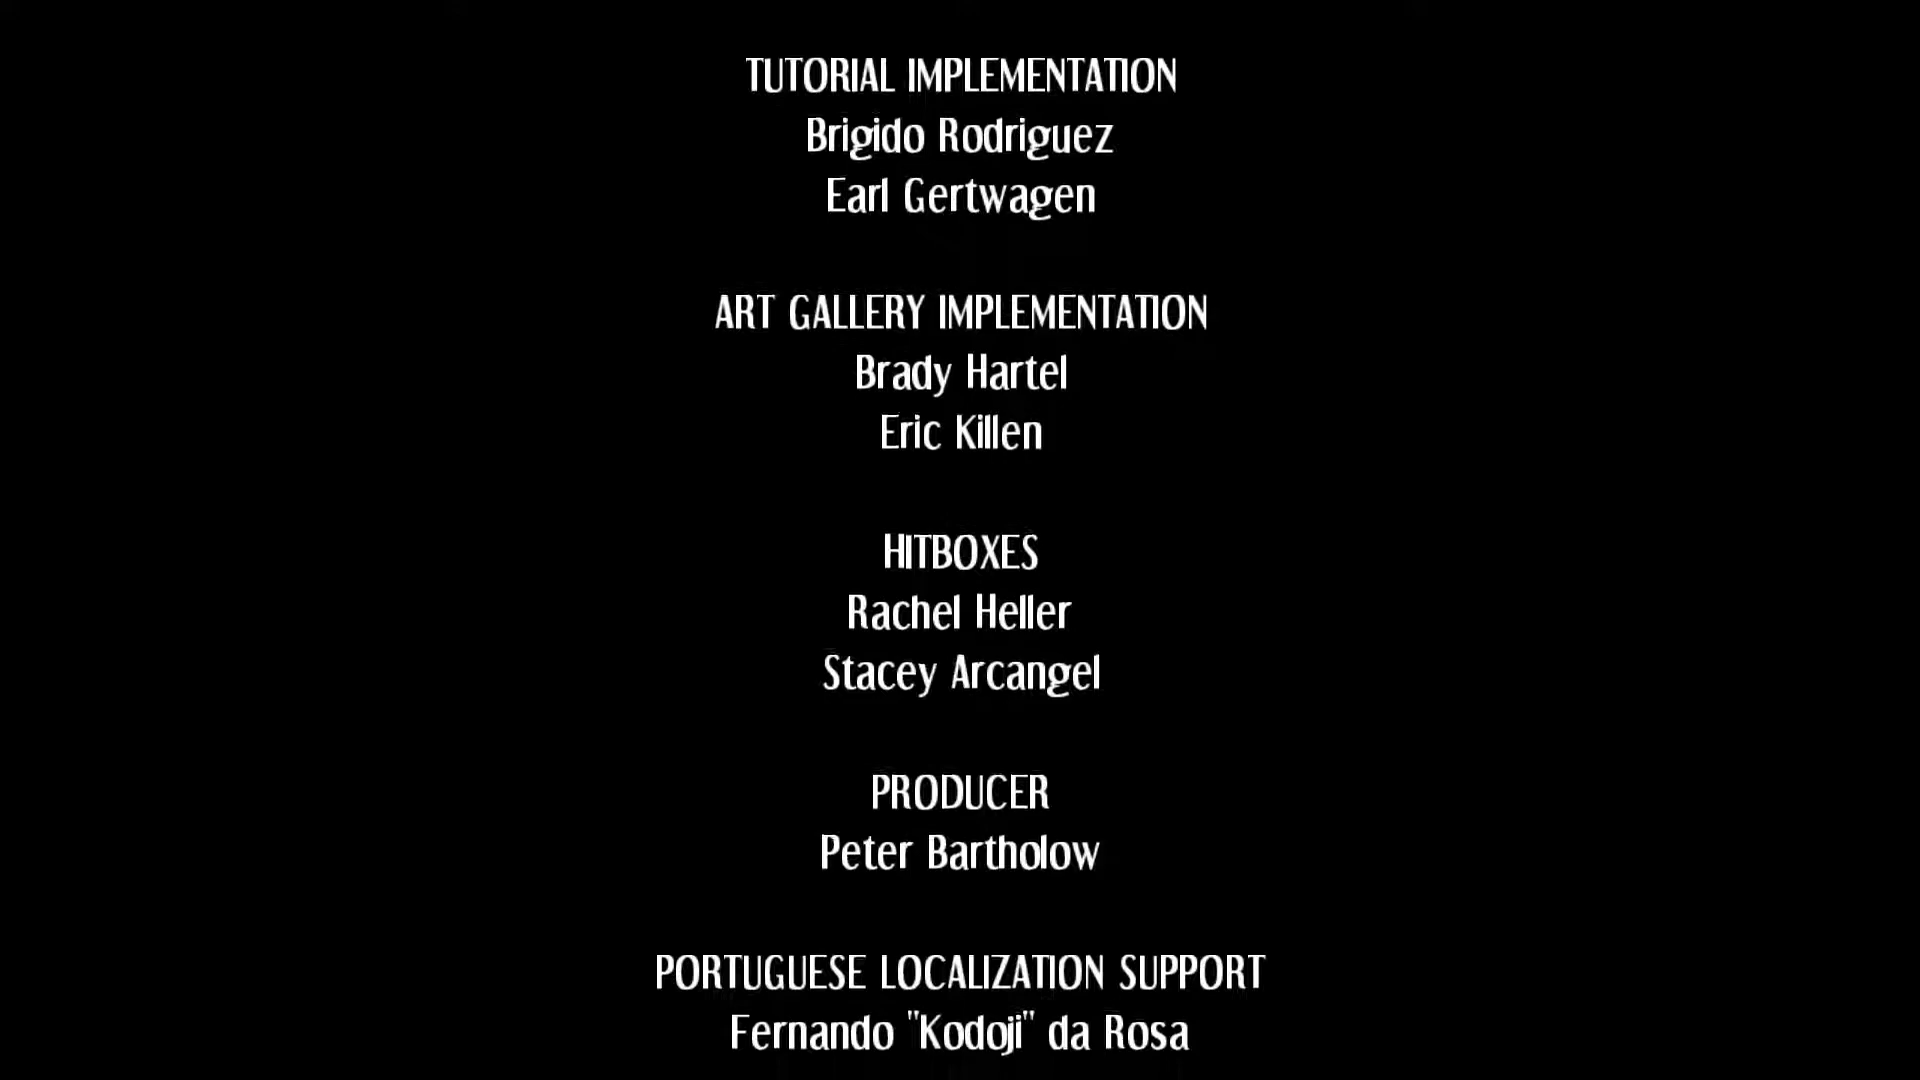 TUTORIAL IMPLEMENTATION
Brigido Rodriguez
Earl Gertwagen
ART GALLERY IMPLEMENTATION
Brady Hartel
Eric Killen
HITBOXES
Rachel Heller
Stacey Arcangel
PRODUCER
Peter Bartholow
PORTUGUESE LOCALIZATION SUPPORT
Fernando "Kodoji" da Rosa